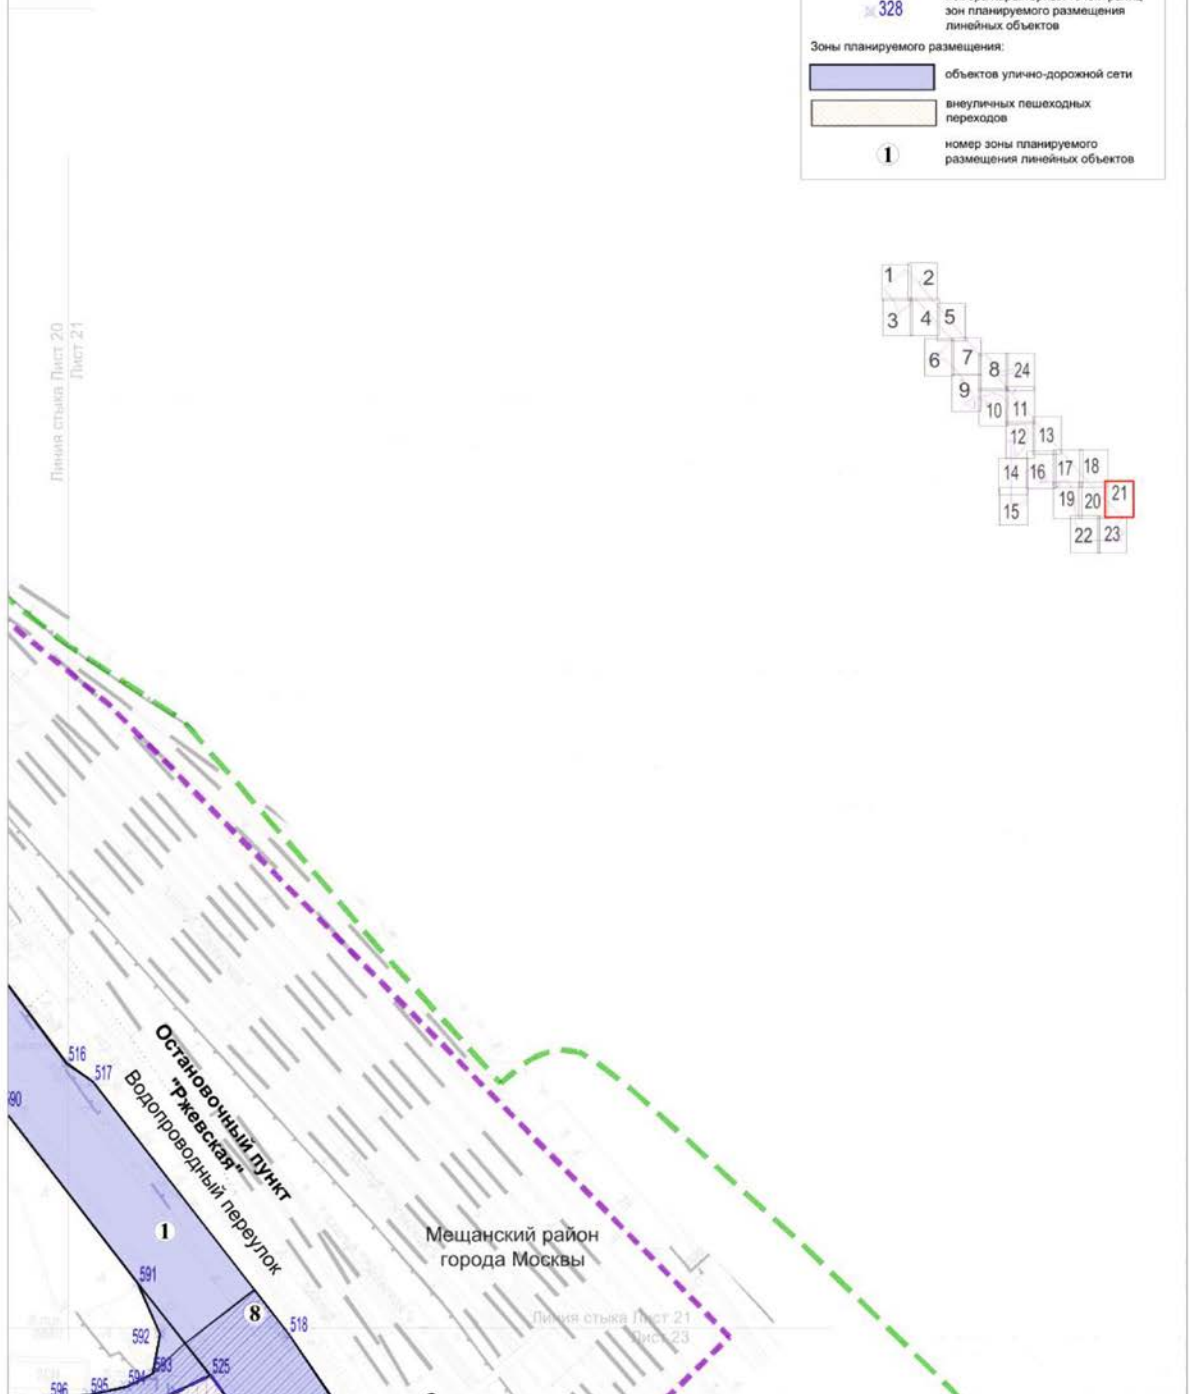 328
зон планируемого размещения
линейных объектов
Зоны планируемого размещения:
объектов улично-дорожной сети
внеуличных пешеходных
переходов
1
номер зоны планируемого
размещения линейных объектов
1 2
3 4 5
6 7 8 24
9 10 11
12 13
14 16 17 18
15 19 20 21
22 23
Линия стыка Лист 20
Лист 21
516
517
590
Остановочный пункт
"Ржевская"
Водопроводный переулок
1
Мещанский район
города Москвы
591
8
518
592
Линия стыка Лист 21
Лист 23
593
525
594
595
596